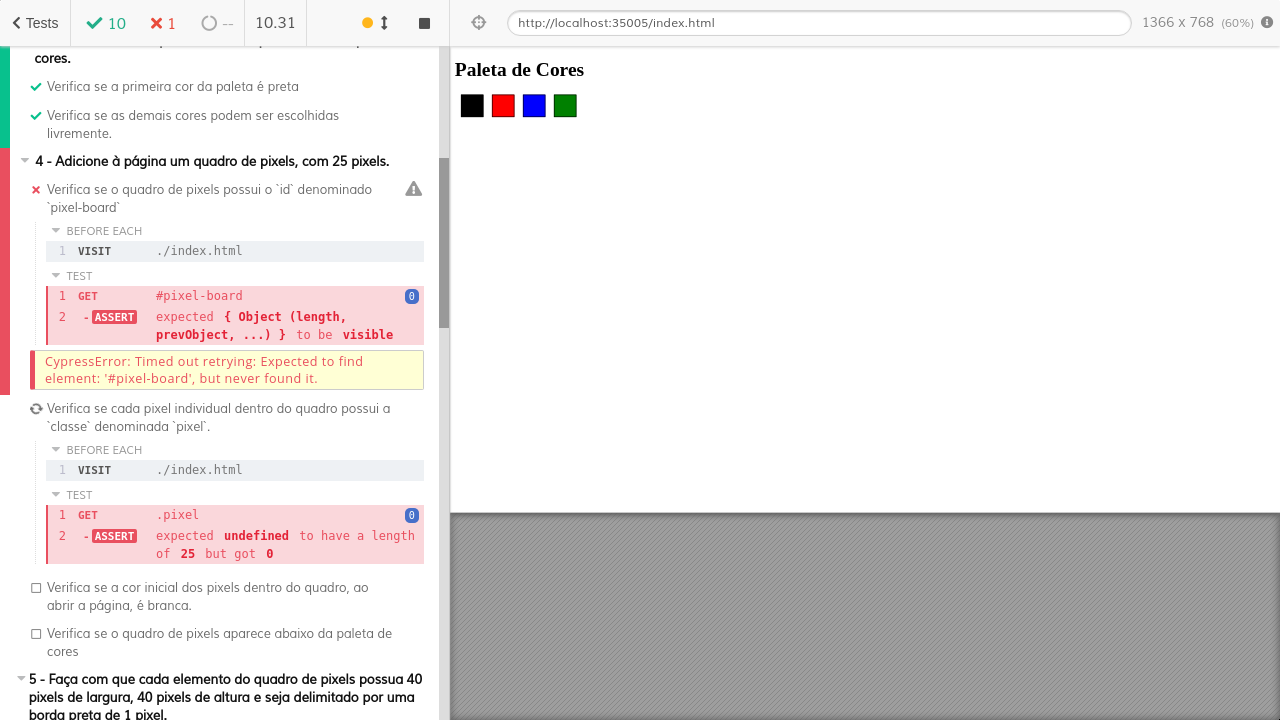 Tests
10
1
--
10.31
http://localhost:35005/index.html
1366 x 768 (60%)
cores.
Verifica se a primeira cor da paleta é preta
Verifica se as demais cores podem ser escolhidas
livremente.
4 - Adicione à página um quadro de pixels, com 25 pixels.
Verifica se o quadro de pixels possui o `id` denominado
`pixel-board`
BEFORE EACH
1 VISIT ./index.html
TEST
1 GET #pixel-board 0
2 -ASSERT expected { Object (length,
prevObject, ...) } to be visible
CypressError: Timed out retrying: Expected to find
element: '#pixel-board', but never found it.
Verifica se cada pixel individual dentro do quadro possui a
`classe` denominada `pixel`.
BEFORE EACH
1 VISIT ./index.html
TEST
1 GET .pixel 0
2 -ASSERT expected undefined to have a length
of 25 but got 0
Verifica se a cor inicial dos pixels dentro do quadro, ao
abrir a página, é branca.
Verifica se o quadro de pixels aparece abaixo da paleta de
cores
5 - Faça com que cada elemento do quadro de pixels possua 40
pixels de largura, 40 pixels de altura e seja delimitado por uma
borda preta de 1 pixel.
Paleta de Cores